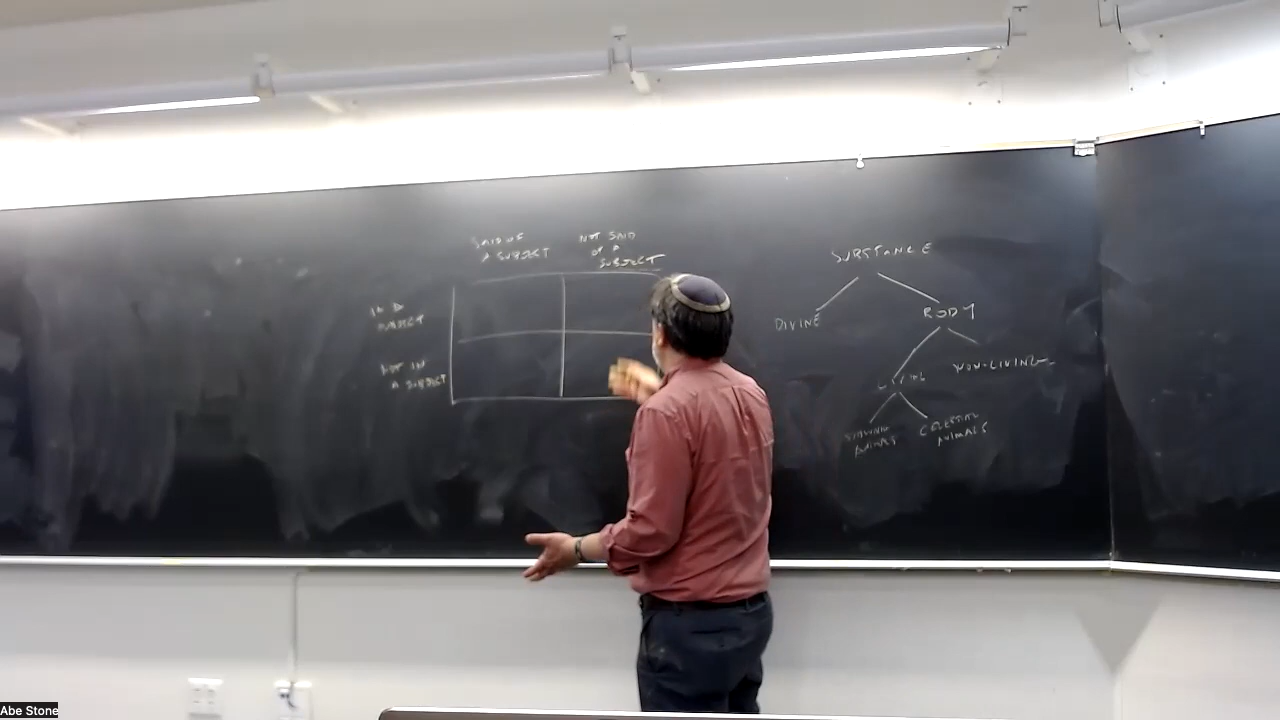 SAID OF
A SUBJECT
NOT SAID
OF A
SUBJECT
IN A
SUBJECT
NOT IN
A SUBJECT
SUBSTANCE
DIVINE
BODY
LIVING
NON-LIVING
ANIMALS
CELESTIAL
ANIMALS
Abe Stone